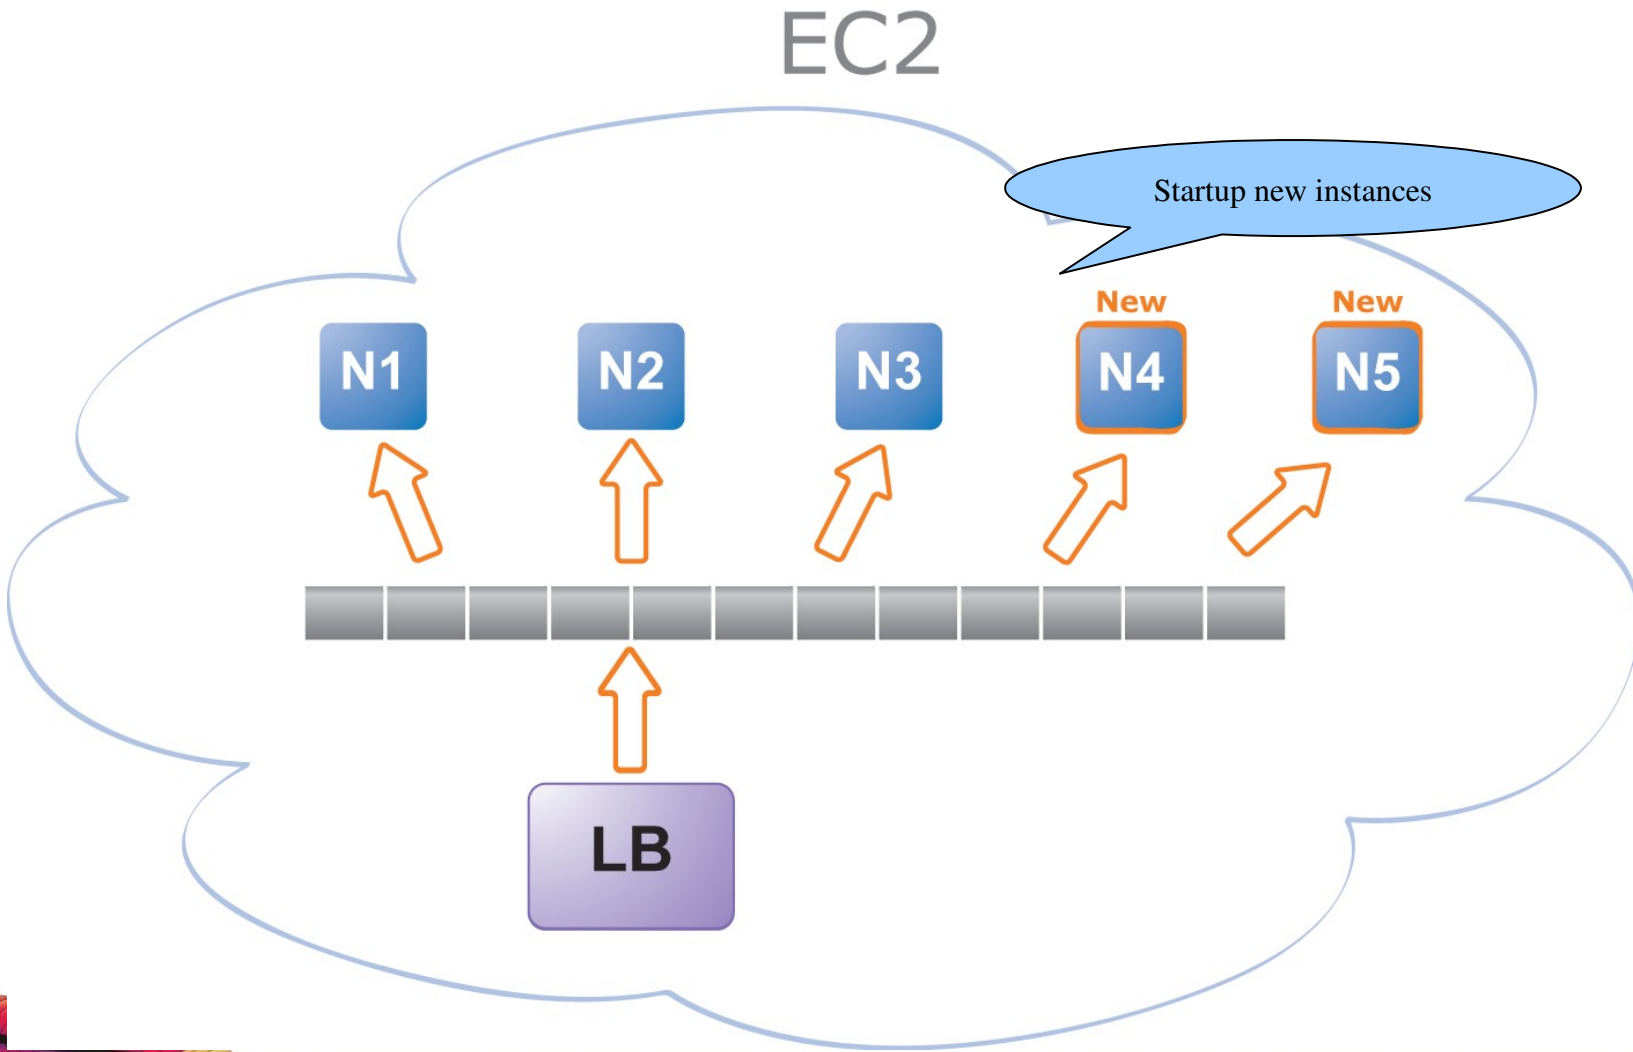 EC2
Startup new instances
New New
N1 N2 N3 N4 N5
LB